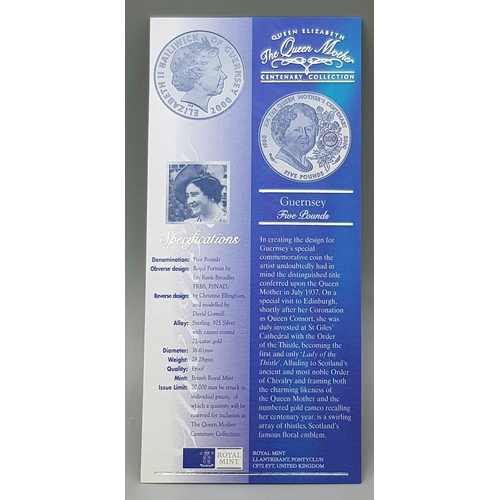 ELIZABETH II BAILIWICK OF GUERNSEY
2000
QUEEN ELIZABETH
The Queen Mother
CENTENARY COLLECTION
THE QUEEN MOTHER'S CENTENARY
1900
2000
100
FIVE POUNDS
Guernsey
Five Pounds
Specifications
Denomination: Five Pounds
Obverse design: Royal Portrait by
Ian Rank-Broadley
FRBS, FSNAD.
Reverse design: by Christine Ellingham,
and modelled by
David Cornell
Alloy: Sterling .925 Silver
with cameo coated
22-carat gold
Diameter: 38.61mm
Weight: 28.28gms
Quality: Proof
Mint: British Royal Mint
Issue Limit: 20,000 may be struck as
individual proofs, of
which a quantity will be
reserved for inclusion in
The Queen Mother
Centenary Collection.
In creating the design for
Guernsey's special
commemorative coin the
artist undoubtedly had in
mind the distinguished title
conferred upon the Queen
Mother in July 1937. On a
special visit to Edinburgh,
shortly after her Coronation
as Queen Consort, she was
duly invested at St Giles'
Cathedral with the Order
of the Thistle, becoming the
first and only 'Lady of the
Thistle'. Alluding to Scotland's
ancient and most noble Order
of Chivalry and framing both
the charming likeness of
the Queen Mother and the
numbered gold cameo recalling
her centenary year, is a swirling
array of thistles, Scotland's
famous floral emblem.
ROYAL
MINT
ROYAL MINT
LLANTRISANT, PONTYCLUN
CF72 8YT, UNITED KINGDOM